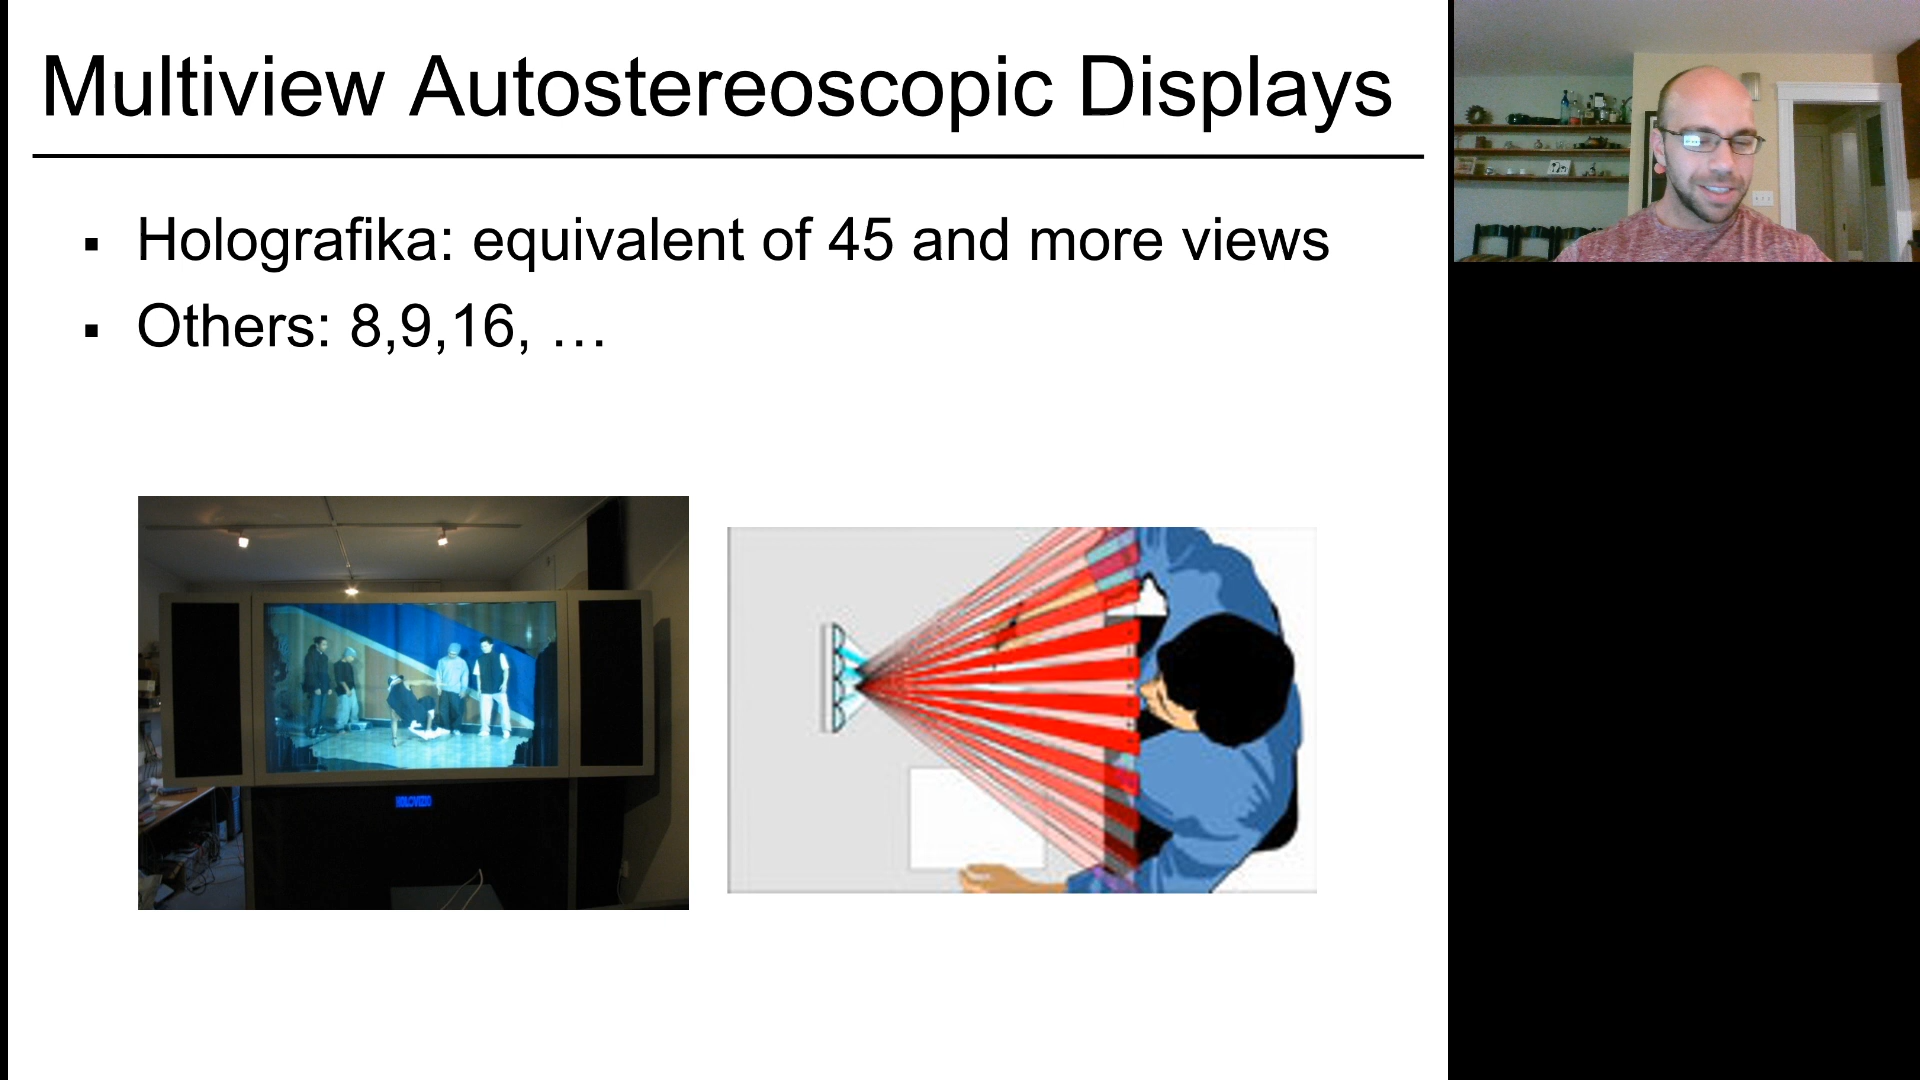 Multiview Autostereoscopic Displays
▪ Holografika: equivalent of 45 and more views
▪ Others: 8,9,16, …